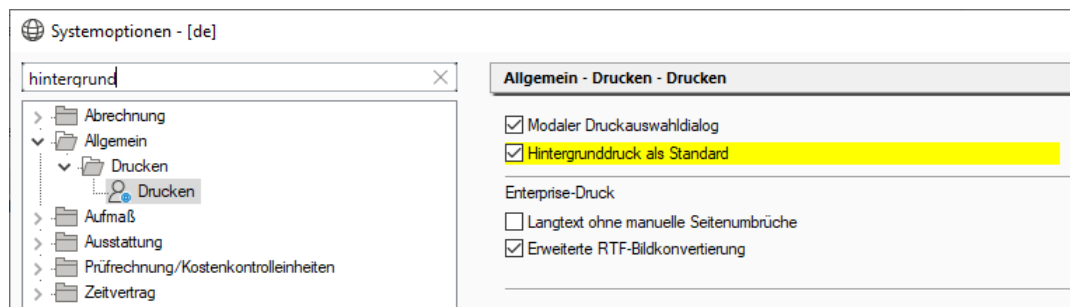 Systemoptionen - [de]
hintergrund
Abrechnung
Allgemein
Drucken
Drucken
Aufmaß
Ausstattung
Prüfrechnung/Kostenkontrolleinheiten
Zeitvertrag
Allgemein - Drucken - Drucken
Modaler Druckauswahldialog
Hintergrunddruck als Standard
Enterprise-Druck
Langtext ohne manuelle Seitenumbrüche
Erweiterte RTF-Bildkonvertierung